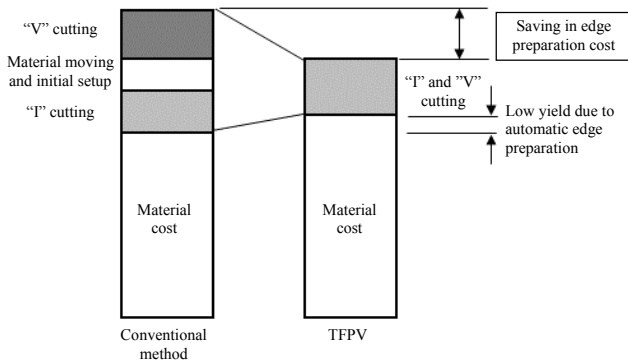 “V” cutting
Material moving
and initial setup
“I” cutting
Material
cost
Conventional
method
Material
cost
TFPV
“I” and ”V”
cutting
Saving in edge
preparation cost
Low yield due to
automatic edge
preparation